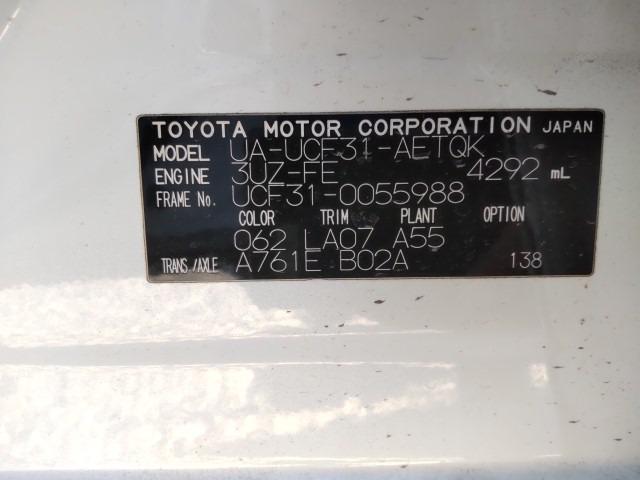 TOYOTA MOTOR CORPORATION JAPAN
MODEL UA-UCF31-AETQK
ENGINE 3UZ-FE 4292 mL
FRAME No. UCF31-0055988
COLOR TRIM PLANT OPTION
062 LA07 A55
TRANS./AXLE A761E B02A 138